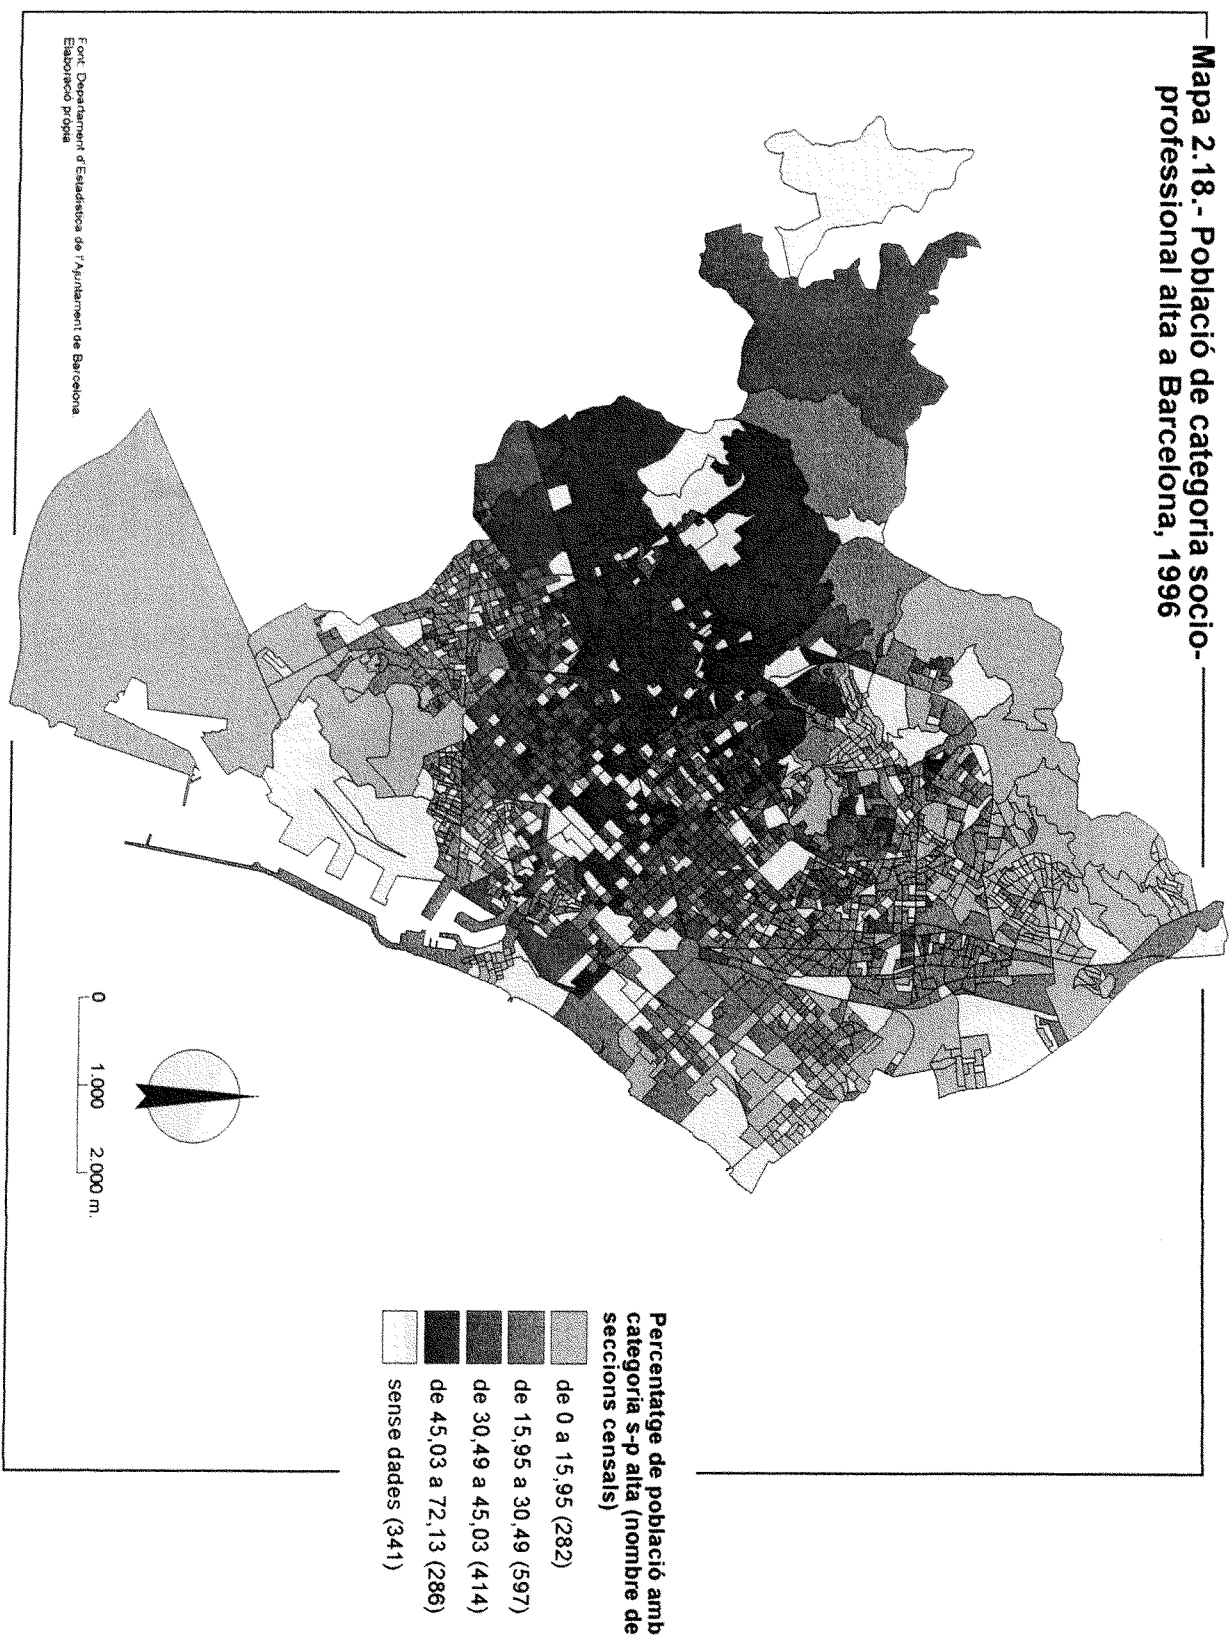 Mapa 2.18.- Població de categoria socio-
professional alta a Barcelona, 1996
Percentatge de població amb
categoria s-p alta (nombre de
seccions censals)
de 0 a 15,95 (282)
de 15,95 a 30,49 (597)
de 30,49 a 45,03 (414)
de 45,03 a 72,13 (286)
sense dades (341)
0 1.000 2.000 m.
Font: Departament d'Estadística de l'Ajuntament de Barcelona.
Elaboració pròpia